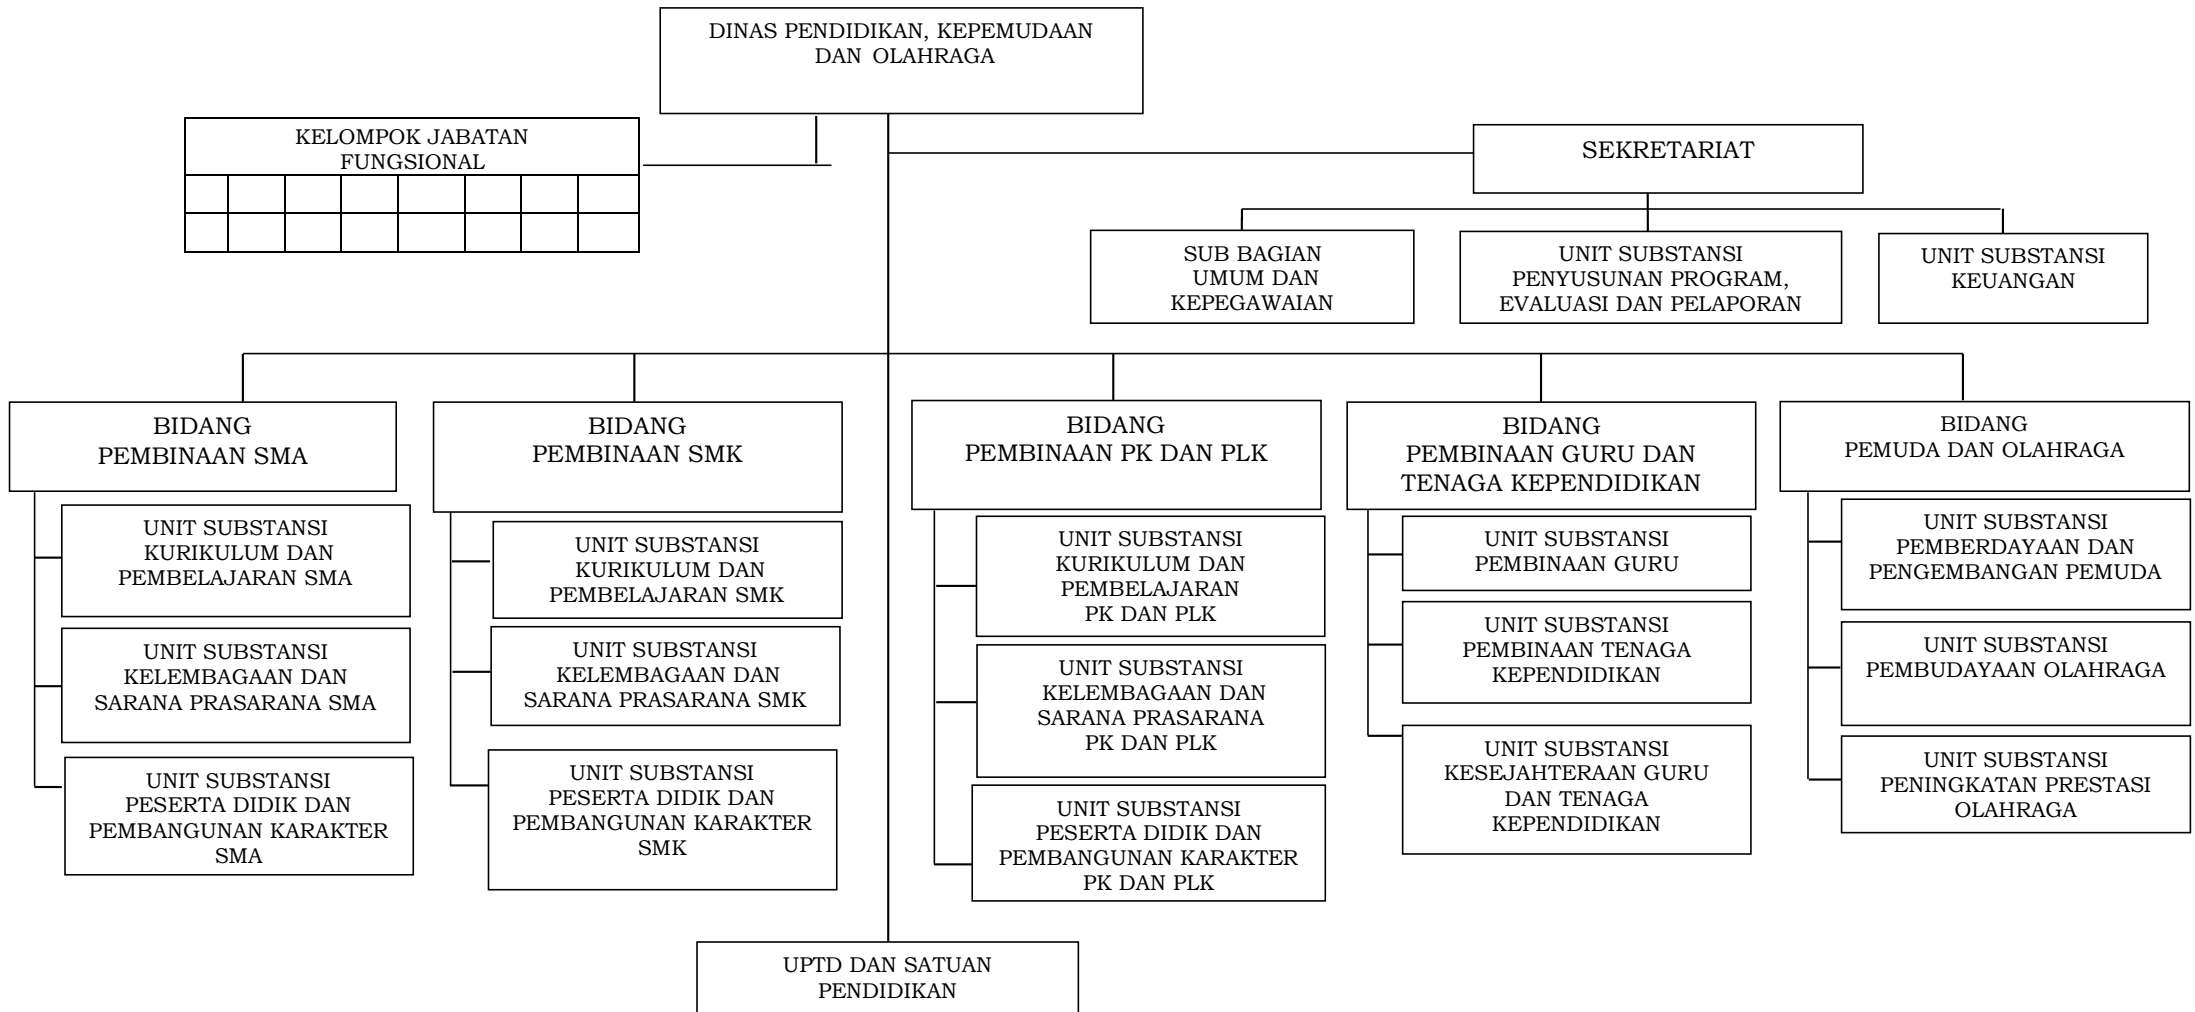 DINAS PENDIDIKAN, KEPEMUDAAN
DAN OLAHRAGA
KELOMPOK JABATAN
FUNGSIONAL
SEKRETARIAT
SUB BAGIAN
UMUM DAN
KEPEGAWAIAN
UNIT SUBSTANSI
PENYUSUNAN PROGRAM,
EVALUASI DAN PELAPORAN
UNIT SUBSTANSI
KEUANGAN
BIDANG
PEMBINAAN SMA
UNIT SUBSTANSI
KURIKULUM DAN
PEMBELAJARAN SMA
UNIT SUBSTANSI
KELEMBAGAAN DAN
SARANA PRASARANA SMA
UNIT SUBSTANSI
PESERTA DIDIK DAN
PEMBANGUNAN KARAKTER
SMA
BIDANG
PEMBINAAN SMK
UNIT SUBSTANSI
KURIKULUM DAN
PEMBELAJARAN SMK
UNIT SUBSTANSI
KELEMBAGAAN DAN
SARANA PRASARANA SMK
UNIT SUBSTANSI
PESERTA DIDIK DAN
PEMBANGUNAN KARAKTER
SMK
BIDANG
PEMBINAAN PK DAN PLK
UNIT SUBSTANSI
KURIKULUM DAN
PEMBELAJARAN
PK DAN PLK
UNIT SUBSTANSI
KELEMBAGAAN DAN
SARANA PRASARANA
PK DAN PLK
UNIT SUBSTANSI
PESERTA DIDIK DAN
PEMBANGUNAN KARAKTER
PK DAN PLK
BIDANG
PEMBINAAN GURU DAN
TENAGA KEPENDIDIKAN
UNIT SUBSTANSI
PEMBINAAN GURU
UNIT SUBSTANSI
PEMBINAAN TENAGA
KEPENDIDIKAN
UNIT SUBSTANSI
KESEJAHTERAAN GURU
DAN TENAGA
KEPENDIDIKAN
BIDANG
PEMUDA DAN OLAHRAGA
UNIT SUBSTANSI
PEMBERDAYAAN DAN
PENGEMBANGAN PEMUDA
UNIT SUBSTANSI
PEMBUDAYAAN OLAHRAGA
UNIT SUBSTANSI
PENINGKATAN PRESTASI
OLAHRAGA
UPTD DAN SATUAN
PENDIDIKAN